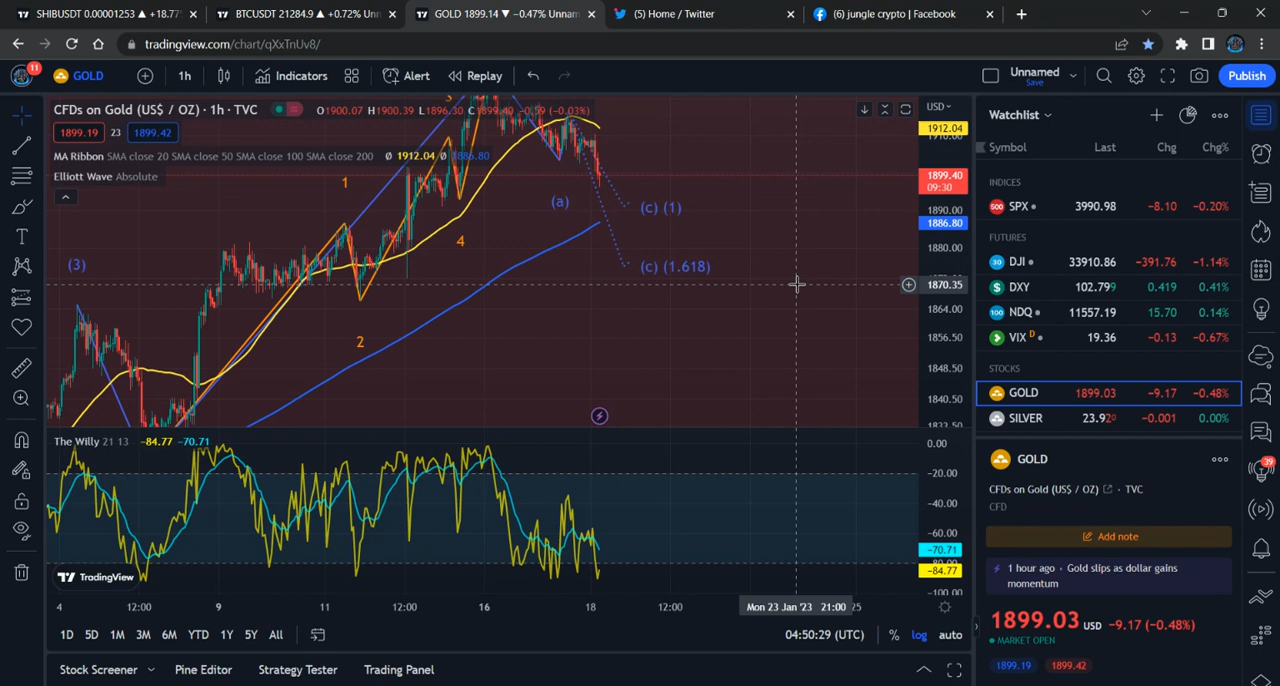 SHIBUSDT 0.00001253 ▲ +18.77
BTCUSDT 21284.9 ▲ +0.72% Unn
GOLD 1899.14 ▼ −0.47% Unnam
(5) Home / Twitter
(6) jungle crypto | Facebook
tradingview.com/chart/qXxTnUv8/
11
GOLD
1h
Indicators
Alert
Replay
Unnamed
Save
Publish
CFDs on Gold (US$ / OZ) · 1h · TVC
O1900.07 H1900.39 L1896.30 C1899.40 −0.59 (−0.03%)
1899.19 23 1899.42
MA Ribbon SMA close 20 SMA close 50 SMA close 100 SMA close 200 Ø 1912.04 Ø 1886.80
Elliott Wave Absolute
(3)
1
2
3
4
(a)
(c) (1)
(c) (1.618)
USD
1912.04
1899.40
09:30
1890.00
1886.80
1880.00
1870.35
1864.00
1856.50
1848.50
1840.50
1832.50
The Willy 21 13 −84.77 −70.71
0.00
−20.00
−40.00
−60.00
−70.71
−84.77
−100.00
TradingView
4 12:00 9 11 12:00 16 18 12:00 Mon 23 Jan '23 21:00 25
1D 5D 1M 3M 6M YTD 1Y 5Y All
04:50:29 (UTC) % log auto
Stock Screener Pine Editor Strategy Tester Trading Panel
Watchlist
Symbol Last Chg Chg%
INDICES
500 SPX 3990.98 −8.10 −0.20%
FUTURES
30 DJI 33910.86 −391.76 −1.14%
$ DXY 102.799 0.419 0.41%
100 NDQ 11557.19 15.70 0.14%
VIX D 19.36 −0.13 −0.67%
STOCKS
GOLD 1899.03 −9.17 −0.48%
SILVER 23.920 −0.001 0.00%
GOLD
CFDs on Gold (US$ / OZ) · TVC
CFD
Add note
1 hour ago · Gold slips as dollar gains
momentum
1899.03 USD −9.17 (−0.48%)
MARKET OPEN
1899.19 1899.42
39